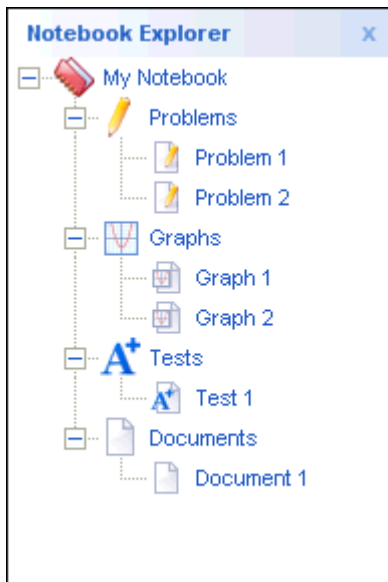 Notebook Explorer x
My Notebook
Problems
Problem 1
Problem 2
Graphs
Graph 1
Graph 2
A+ Tests
A+ Test 1
Documents
Document 1